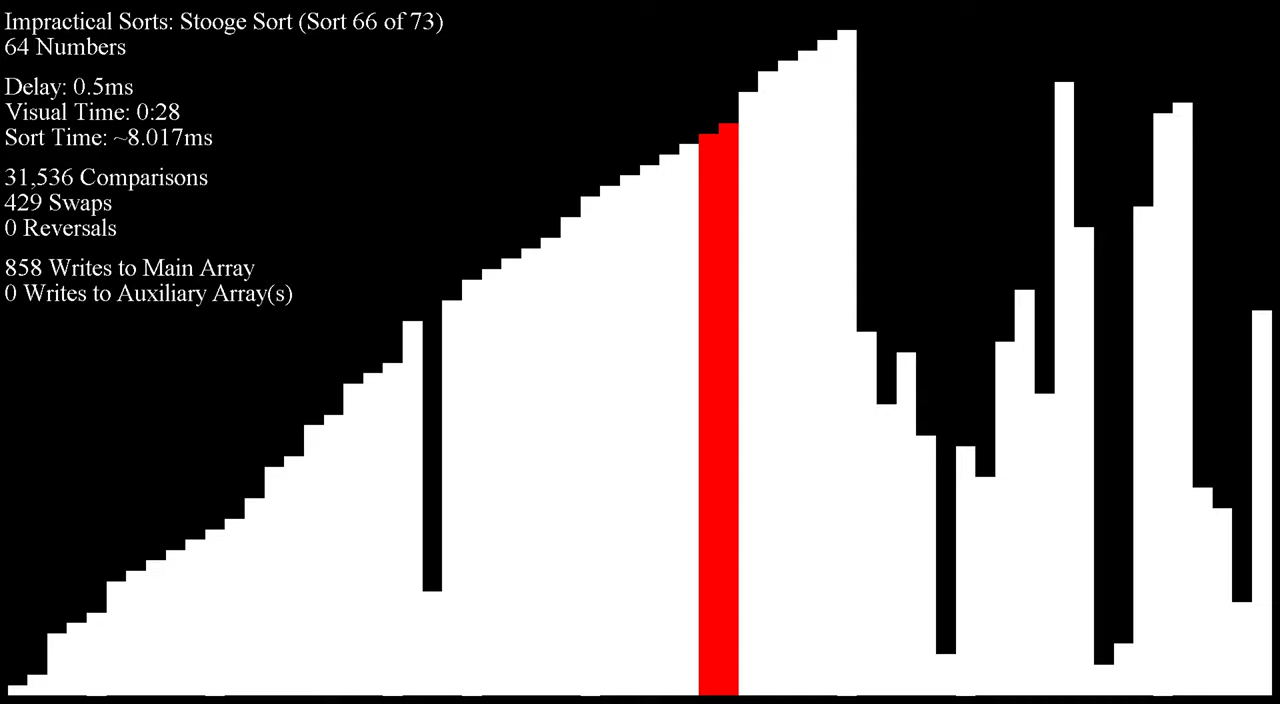 Impractical Sorts: Stooge Sort (Sort 66 of 73)
64 Numbers
Delay: 0.5ms
Visual Time: 0:28
Sort Time: ~8.017ms
31,536 Comparisons
429 Swaps
0 Reversals
858 Writes to Main Array
0 Writes to Auxiliary Array(s)